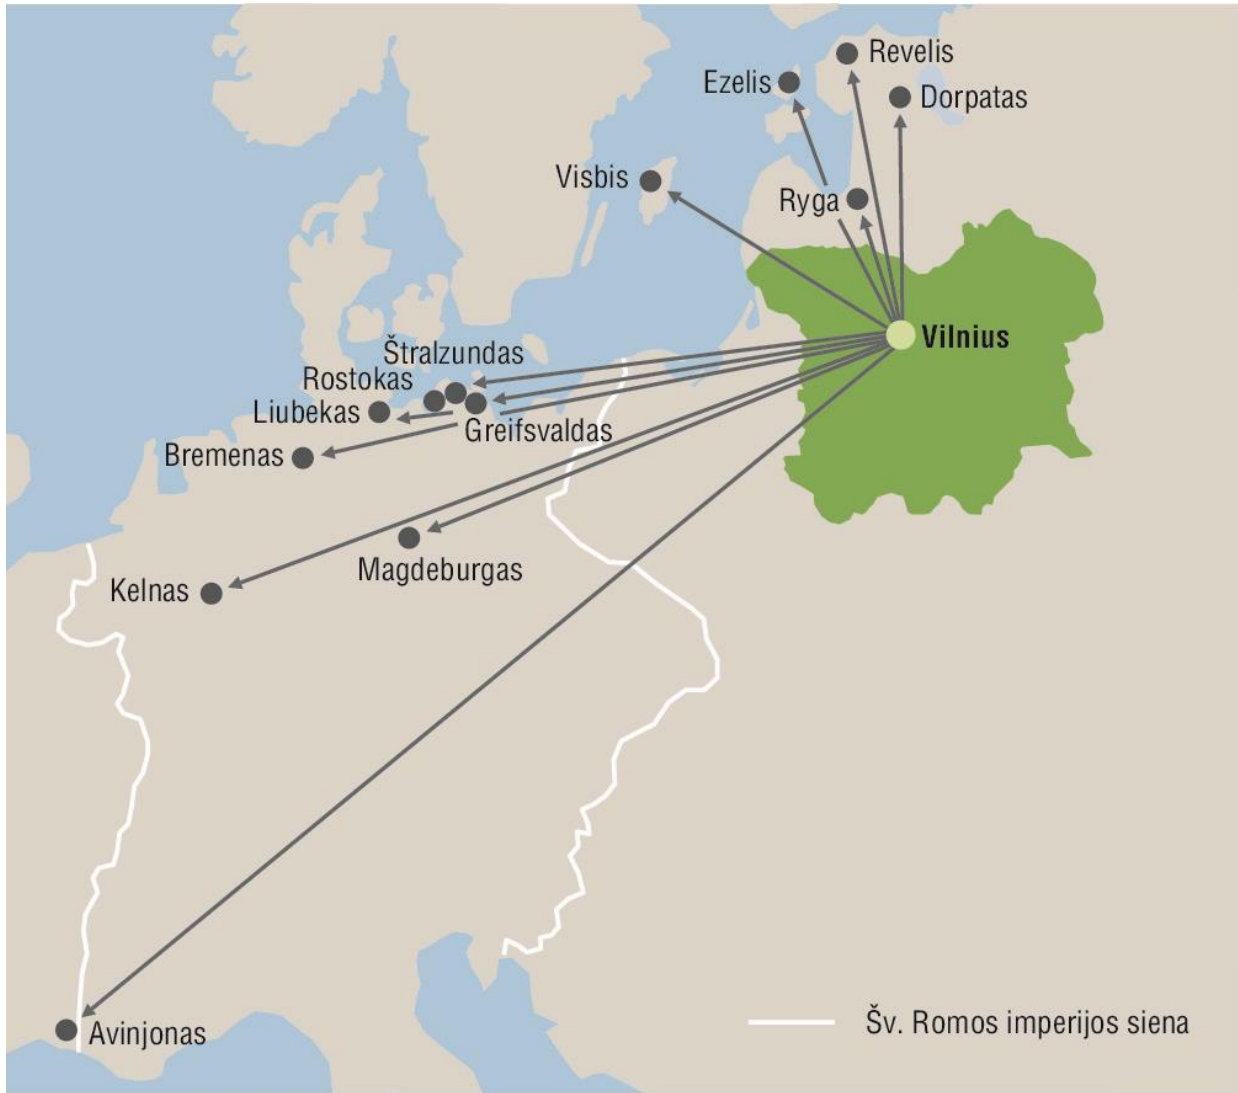 Revelis
Ezelis
Dorpatas
Visbis
Ryga
Vilnius
Štralzundas
Rostokas
Liubekas
Greifsvaldas
Bremenas
Magdeburgas
Kelnas
Avinjonas
Šv. Romos imperijos siena